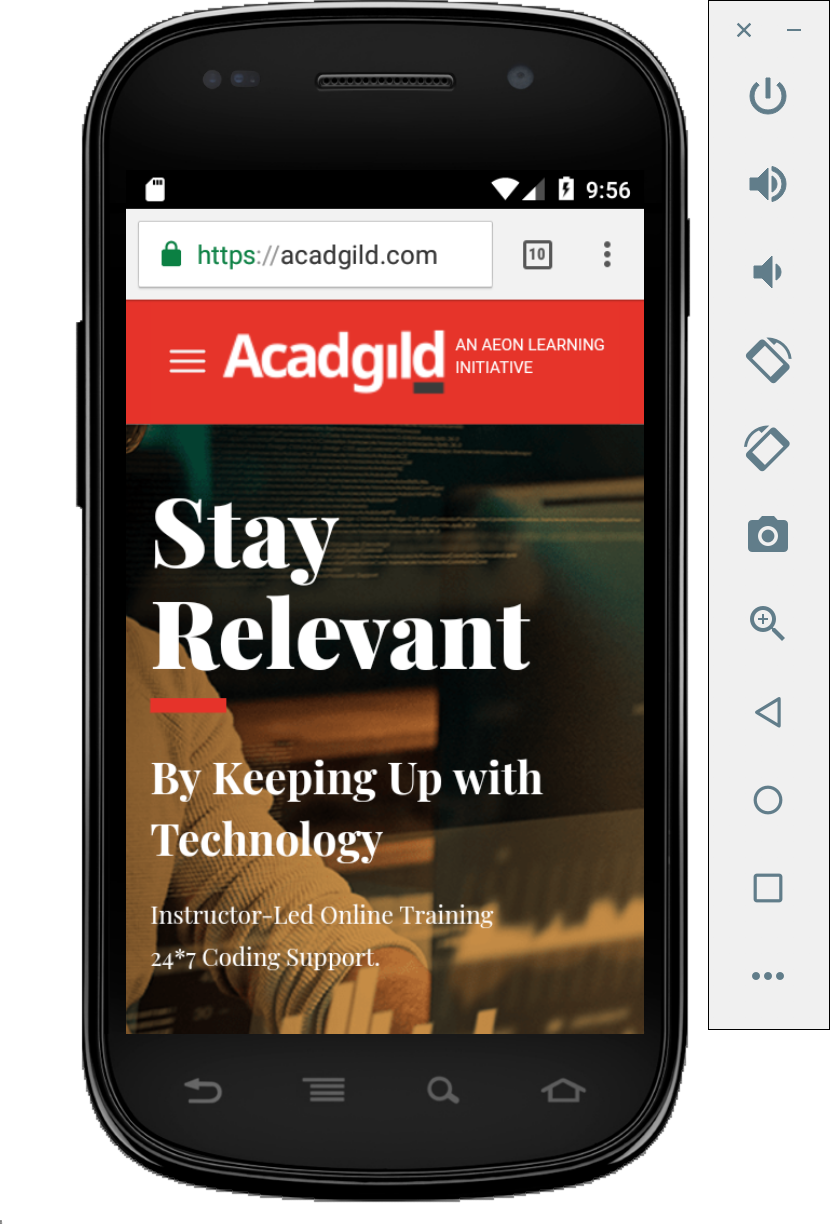 9:56
https://acadgild.com
10
Acadgild
AN AEON LEARNING
INITIATIVE
Stay
Relevant
By Keeping Up with
Technology
Instructor-Led Online Training
24*7 Coding Support.